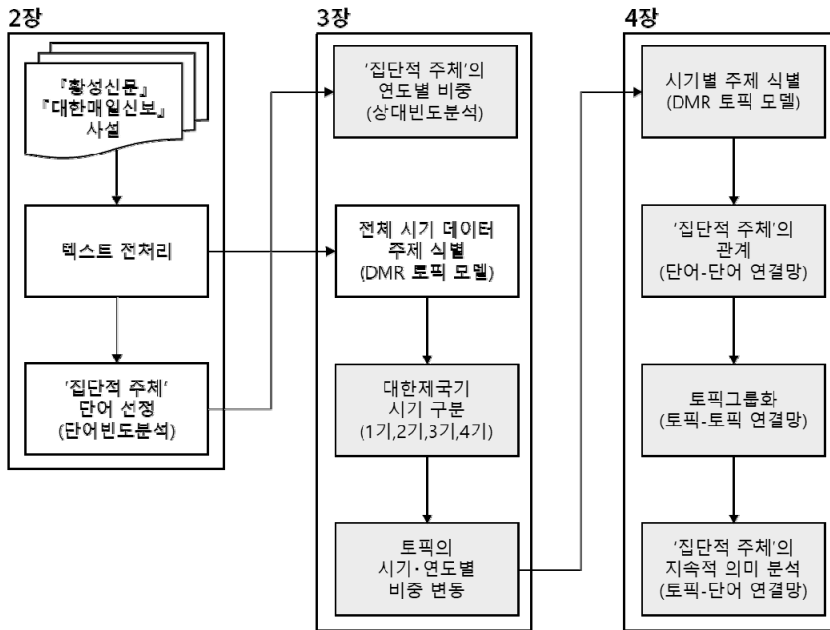 2장
『황성신문』
『대한매일신보』
사설
텍스트 전처리
'집단적 주체'
단어 선정
(단어빈도분석)
3장
'집단적 주체'의
연도별 비중
(상대빈도분석)
전체 시기 데이터
주제 식별
(DMR 토픽 모델)
대한제국기
시기 구분
(1기,2기,3기,4기)
토픽의
시기·연도별
비중 변동
4장
시기별 주제 식별
(DMR 토픽 모델)
'집단적 주체'의
관계
(단어-단어 연결망)
토픽그룹화
(토픽-토픽 연결망)
'집단적 주체'의
지속적 의미 분석
(토픽-단어 연결망)